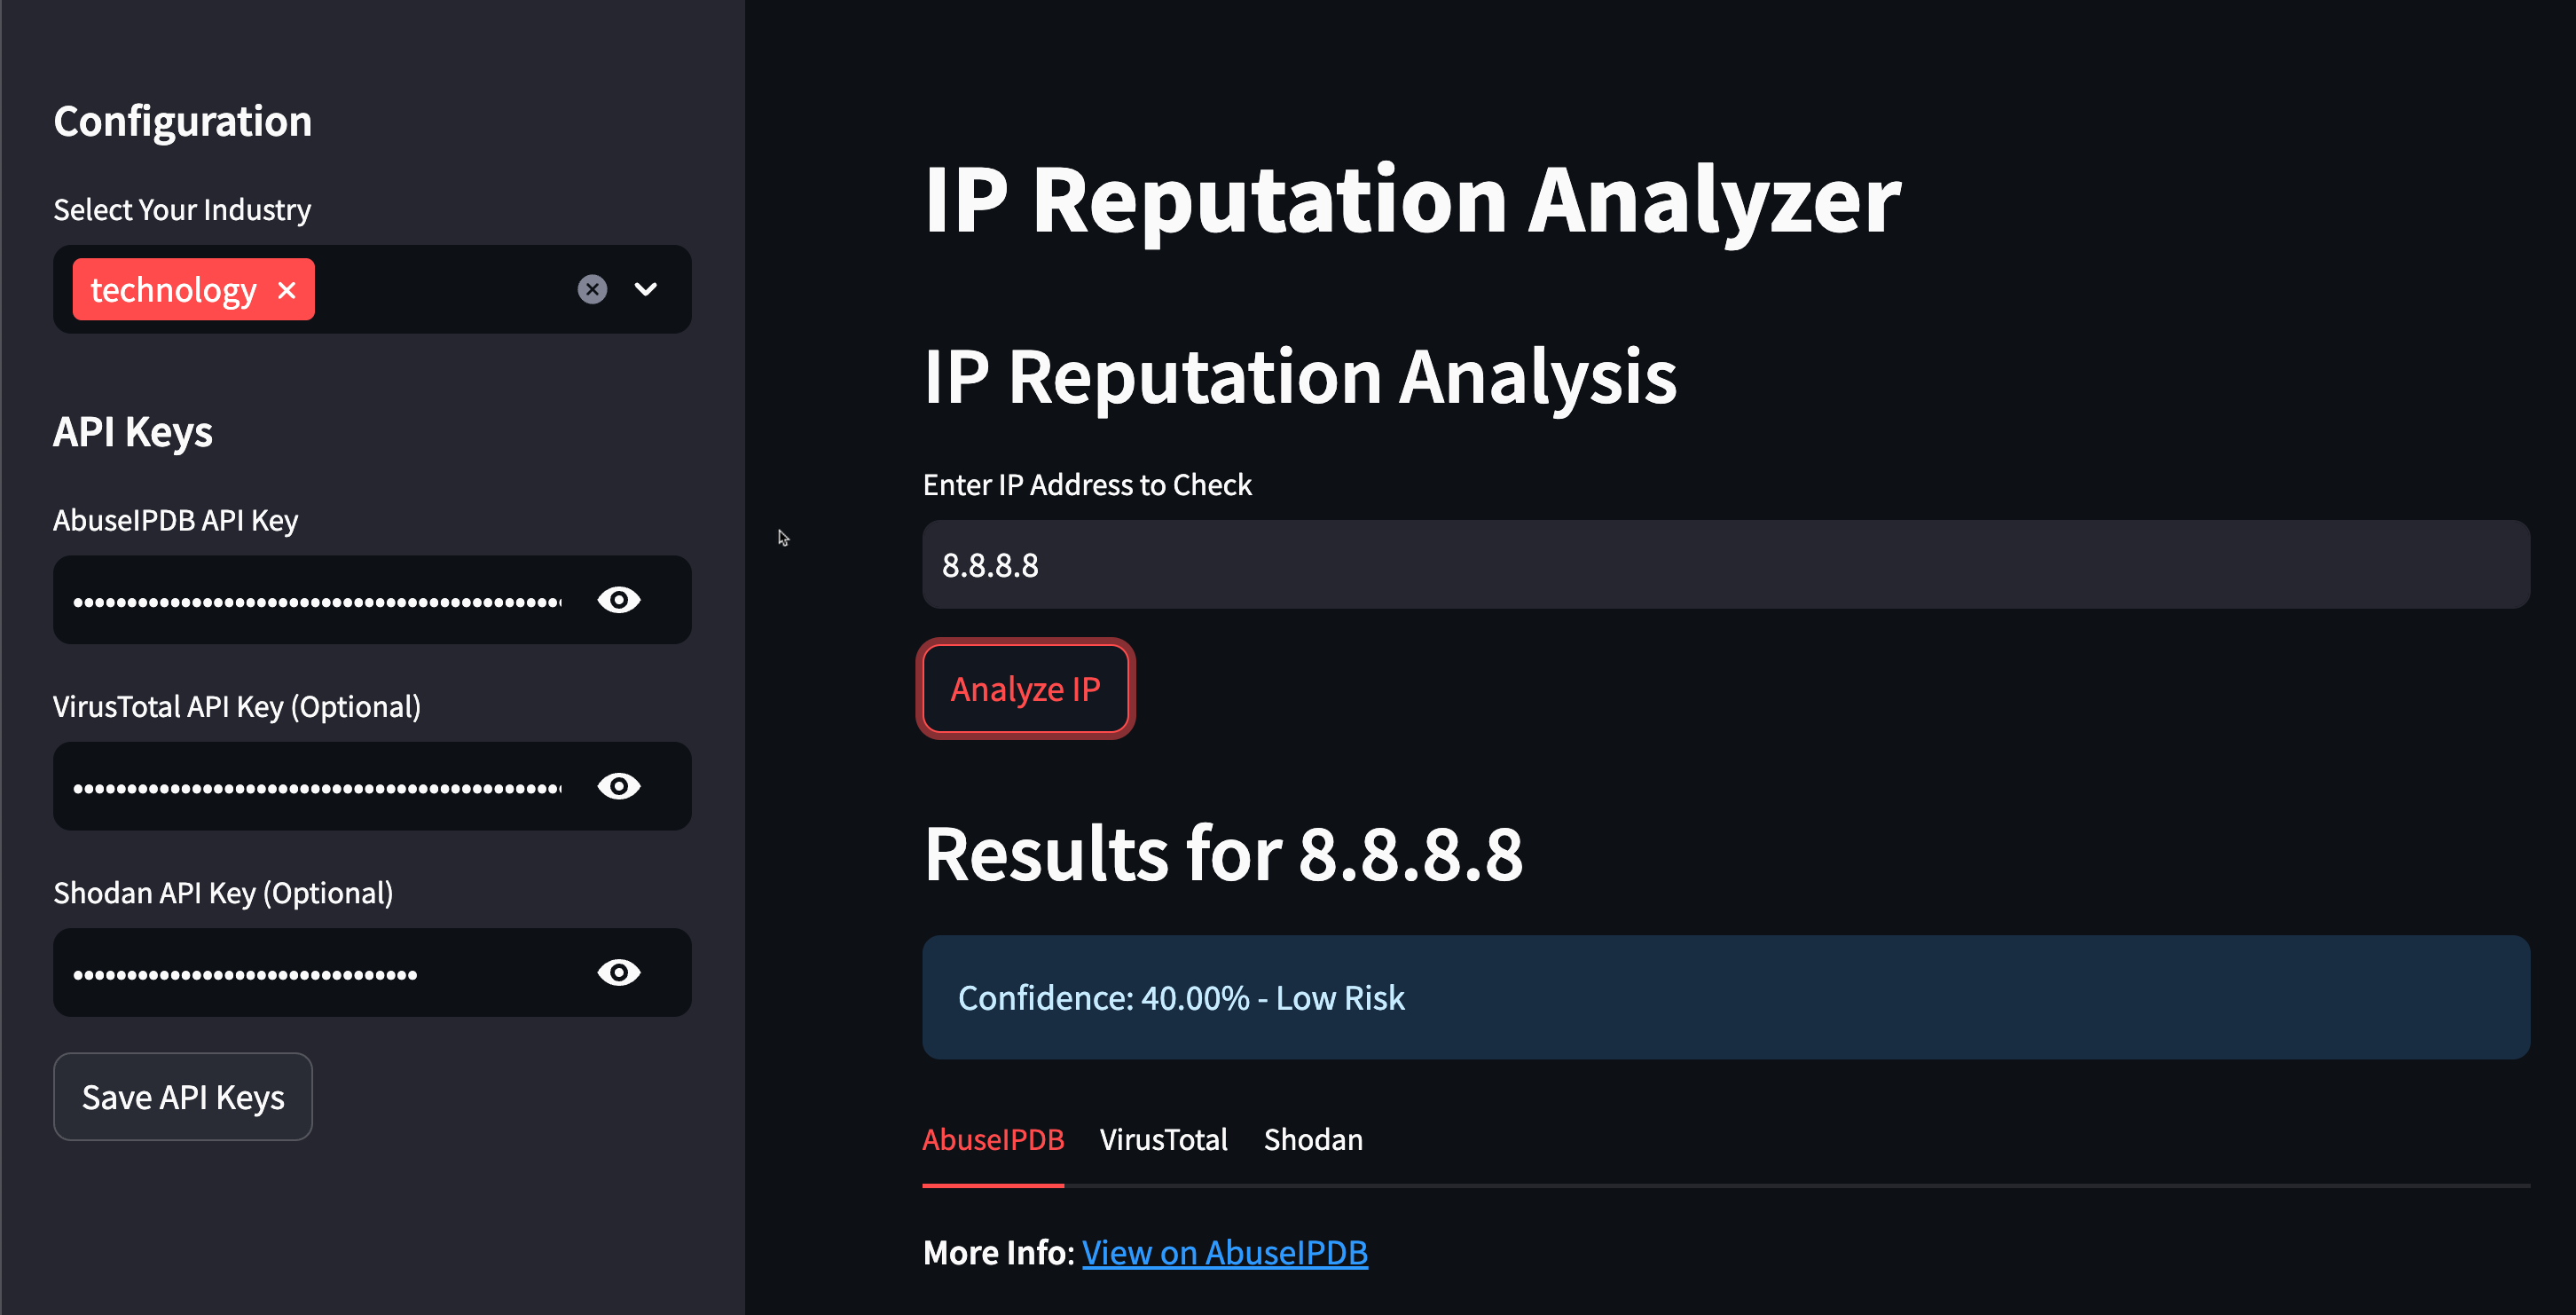 Configuration
Select Your Industry
technology
API Keys
AbuseIPDB API Key
VirusTotal API Key (Optional)
Shodan API Key (Optional)
Save API Keys
IP Reputation Analyzer
IP Reputation Analysis
Enter IP Address to Check
8.8.8.8
Analyze IP
Results for 8.8.8.8
Confidence: 40.00% - Low Risk
AbuseIPDB VirusTotal Shodan
More Info: View on AbuseIPDB